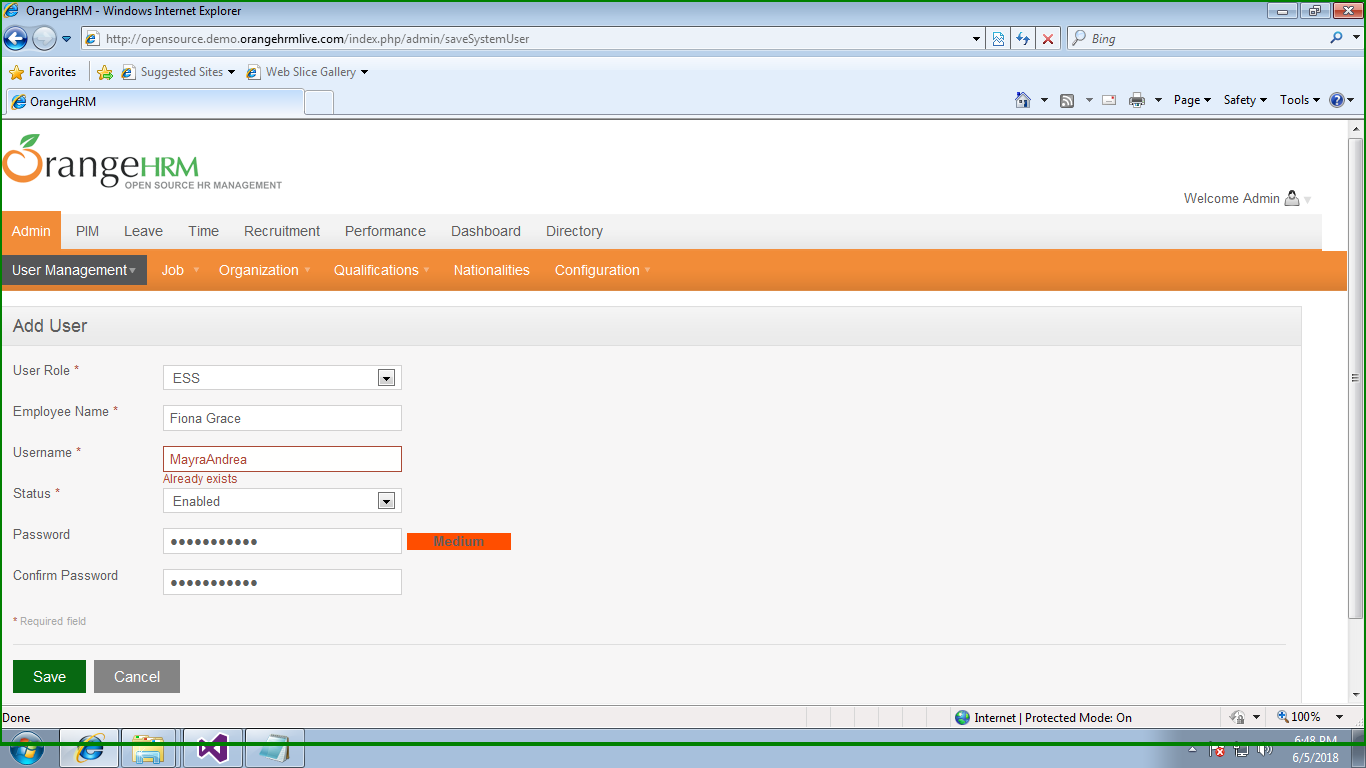 OrangeHRM - Windows Internet Explorer
http://opensource.demo.orangehrmlive.com/index.php/admin/saveSystemUser
Bing
Favorites
Suggested Sites
Web Slice Gallery
OrangeHRM
Page
Safety
Tools
OrangeHRM
OPEN SOURCE HR MANAGEMENT
Welcome Admin
Admin PIM Leave Time Recruitment Performance Dashboard Directory
User Management Job Organization Qualifications Nationalities Configuration
Add User
User Role *
ESS
Employee Name *
Fiona Grace
Username *
MayraAndrea
Already exists
Status *
Enabled
Password
●●●●●●●●●●●
Medium
Confirm Password
●●●●●●●●●●●
* Required field
Save
Cancel
Done
Internet | Protected Mode: On
100%
6:48 PM
6/5/2018